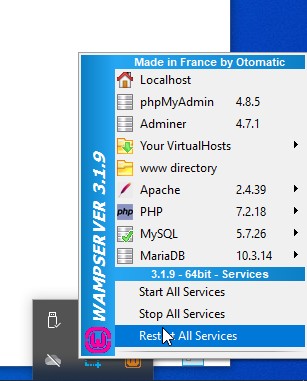 Made in France by Otomatic
Localhost
phpMyAdmin 4.8.5
Adminer 4.7.1
Your VirtualHosts
www directory
Apache 2.4.39
php PHP 7.2.18
MySQL 5.7.26
MariaDB 10.3.14
3.1.9 - 64bit - Services
Start All Services
Stop All Services
Restart All Services
WAMPSERVER 3.1.9